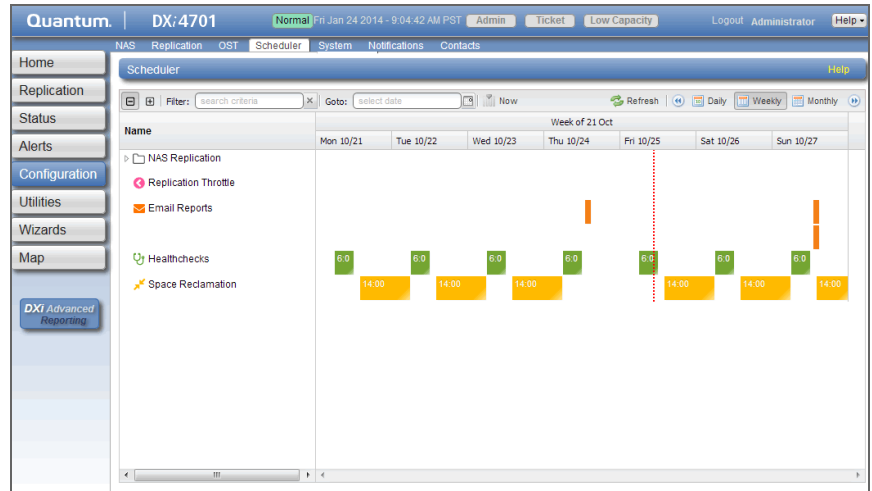 Quantum. DXi4701 Normal Fri Jan 24 2014 - 9:04:42 AM PST Admin Ticket Low Capacity Logout Administrator Help
NAS Replication OST Scheduler System Notifications Contacts
Home
Replication
Status
Alerts
Configuration
Utilities
Wizards
Map
DXi Advanced
Reporting
Scheduler Help
Filter: search criteria Goto: select date Now Refresh Daily Weekly Monthly
Name
Week of 21 Oct
Mon 10/21 Tue 10/22 Wed 10/23 Thu 10/24 Fri 10/25 Sat 10/26 Sun 10/27
NAS Replication
Replication Throttle
Email Reports
Healthchecks 6:0 6:0 6:0 6:0 6:0 6:0 6:0
Space Reclamation 14:00 14:00 14:00 14:00 14:00 14:00